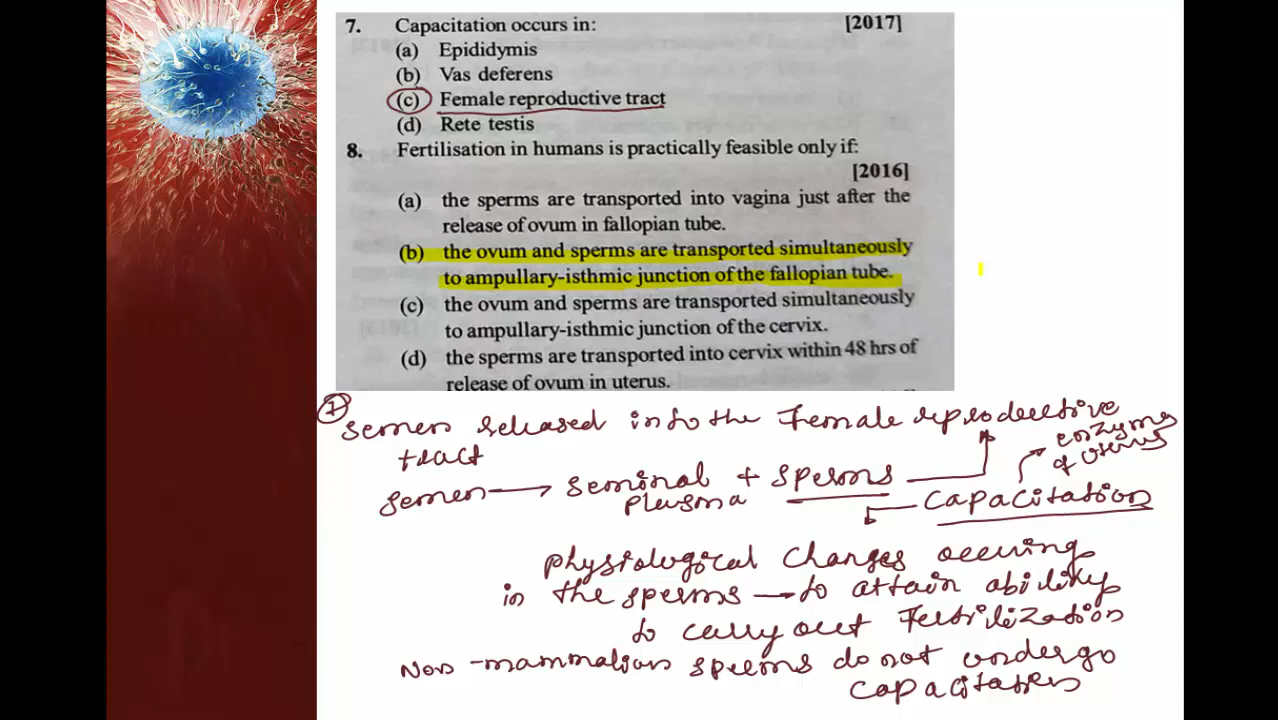 7. Capacitation occurs in: [2017]
(a) Epididymis
(b) Vas deferens
(c) Female reproductive tract
(d) Rete testis
8. Fertilisation in humans is practically feasible only if:
[2016]
(a) the sperms are transported into vagina just after the
release of ovum in fallopian tube.
(b) the ovum and sperms are transported simultaneously
to ampullary-isthmic junction of the fallopian tube.
(c) the ovum and sperms are transported simultaneously
to ampullary-isthmic junction of the cervix.
(d) the sperms are transported into cervix within 48 hrs of
release of ovum in uterus.
semen released into the Female reproductive
tract
enzymes
of uterus
semen → seminal + sperms
plasma
capacitation
physiological changes occuring
in the sperms → to attain ability
to carry out Fertilization
Non-mammalian sperms do not undergo
capacitation